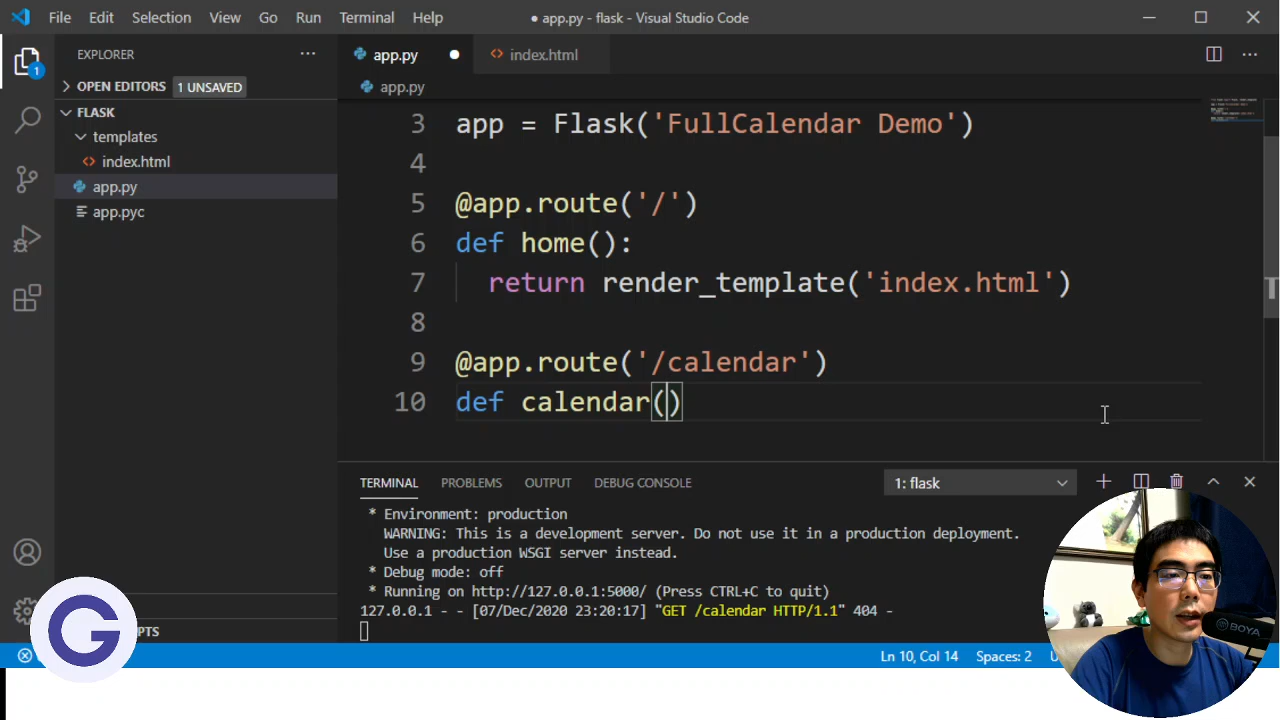 File Edit Selection View Go Run Terminal Help
● app.py - flask - Visual Studio Code
EXPLORER
1
OPEN EDITORS 1 UNSAVED
FLASK
templates
index.html
app.py
app.pyc
PTS
app.py
index.html
app.py
3 app = Flask('FullCalendar Demo')
4
5 @app.route('/')
6 def home():
7 return render_template('index.html')
8
9 @app.route('/calendar')
10 def calendar()
TERMINAL PROBLEMS OUTPUT DEBUG CONSOLE 1: flask
* Environment: production
WARNING: This is a development server. Do not use it in a production deployment.
Use a production WSGI server instead.
* Debug mode: off
* Running on http://127.0.0.1:5000/ (Press CTRL+C to quit)
127.0.0.1 - - [07/Dec/2020 23:20:17] "GET /calendar HTTP/1.1" 404 -
Ln 10, Col 14 Spaces: 2 U
G
BOYA